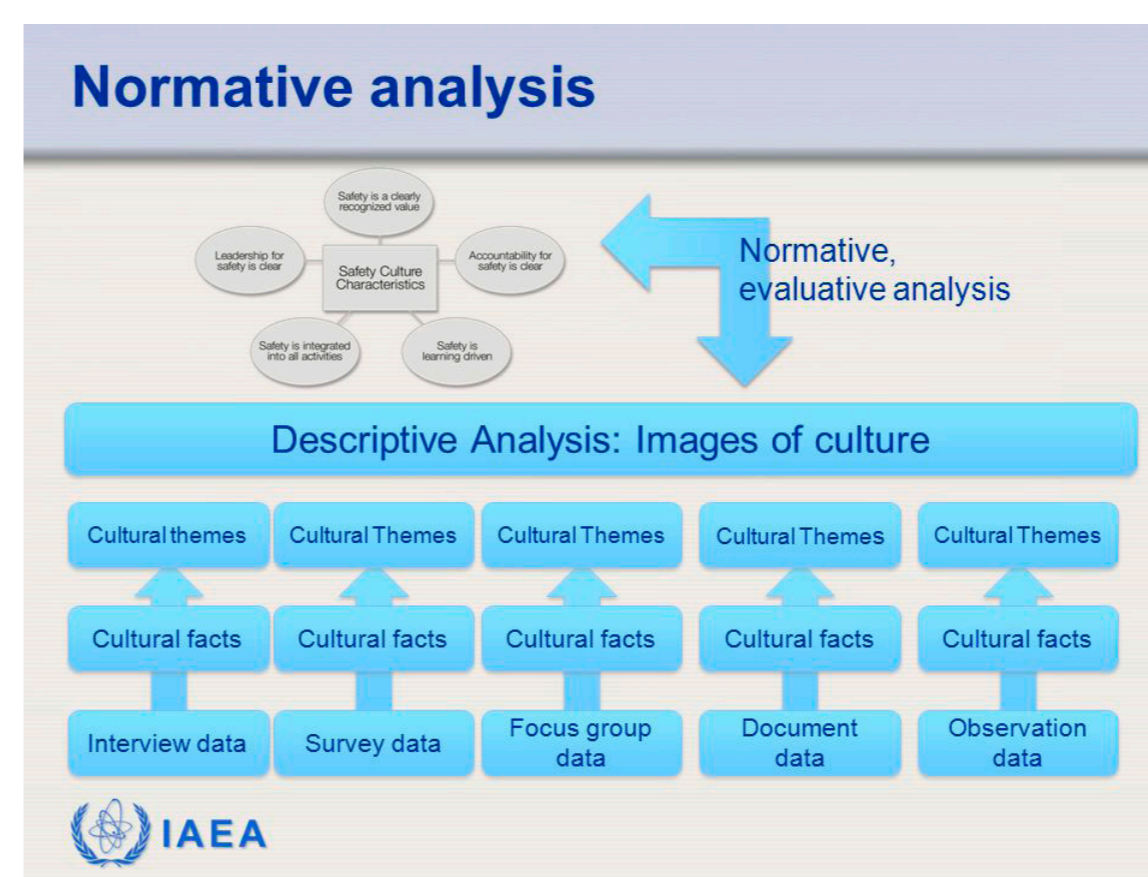 Normative analysis
Safety is a clearly
recognized value
Leadership for
safety is clear
Safety Culture
Characteristics
Accountability for
safety is clear
Safety is integrated
into all activities
Safety is
learning driven
Normative,
evaluative analysis
Descriptive Analysis: Images of culture
Cultural themes
Cultural Themes
Cultural Themes
Cultural Themes
Cultural Themes
Cultural facts
Cultural facts
Cultural facts
Cultural facts
Cultural facts
Interview data
Survey data
Focus group
data
Document
data
Observation
data
IAEA